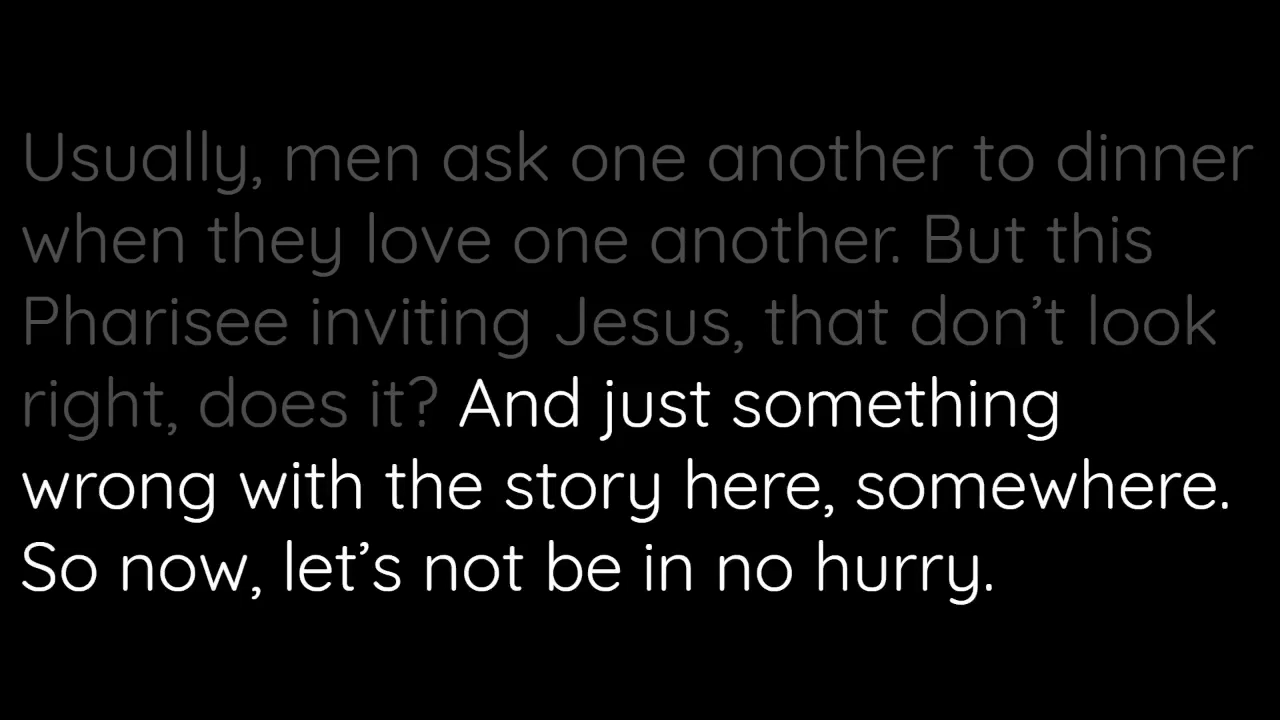 Usually, men ask one another to dinner
when they love one another. But this
Pharisee inviting Jesus, that don’t look
right, does it? And just something
wrong with the story here, somewhere.
So now, let’s not be in no hurry.